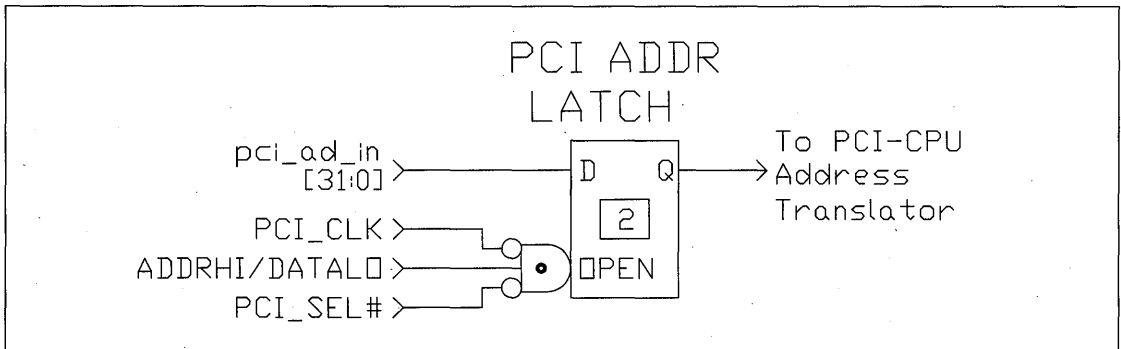 PCI ADDR
LATCH
pci_ad_in
[31:0]
PCI_CLK
ADDRHI/DATALO
PCI_SEL#
D
Q
2
OPEN
To PCI-CPU
Address
Translator